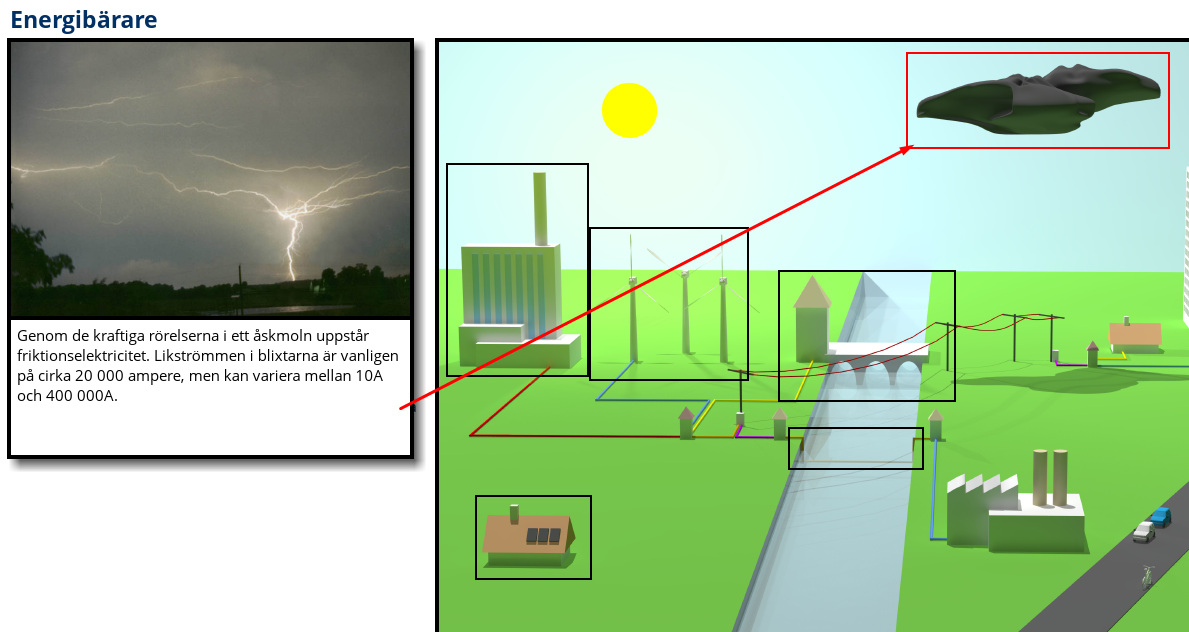 Energibärare
Genom de kraftiga rörelserna i ett åskmoln uppstår
friktionselektricitet. Likströmmen i blixtarna är vanligen
på cirka 20 000 ampere, men kan variera mellan 10A
och 400 000A.